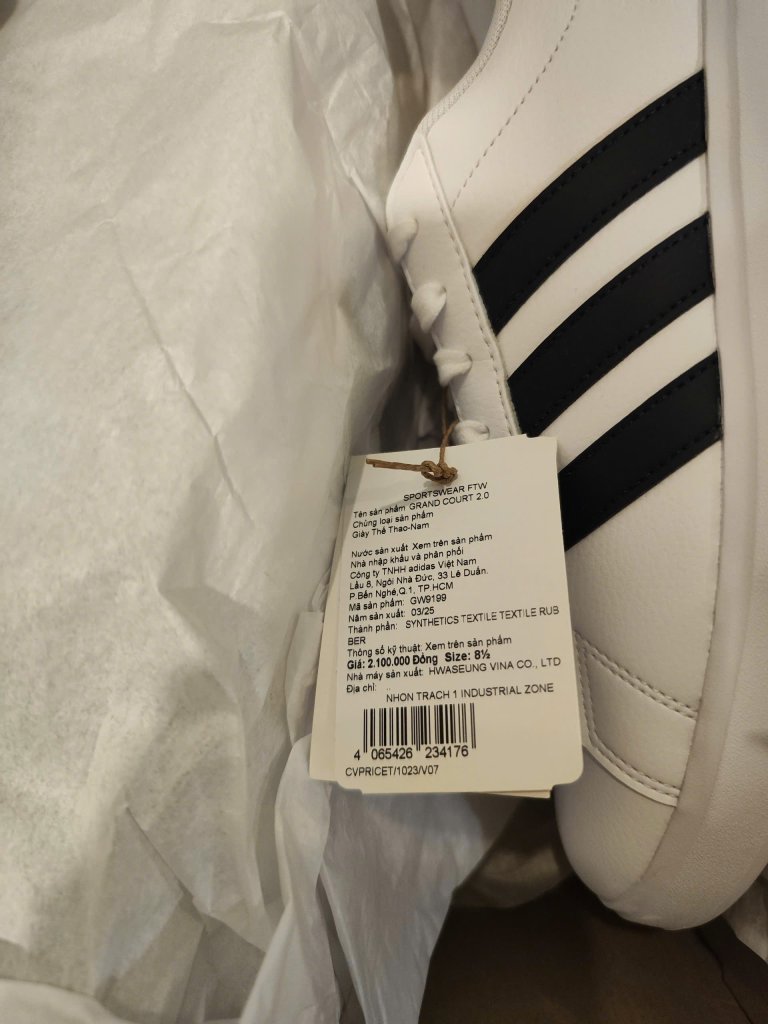 SPORTSWEAR FTW
Tên sản phẩm GRAND COURT 2.0
Chủng loại sản phẩm
Giày Thể Thao-Nam
Nước sản xuất Xem trên sản phẩm
Nhà nhập khẩu và phân phối
Công ty TNHH adidas Việt Nam
Lầu 8, Ngôi Nhà Đức, 33 Lê Duẩn.
P.Bến Nghé,Q.1, TP.HCM
Mã sản phẩm: GW9199
Năm sản xuất: 03/25
Thành phần: SYNTHETICS TEXTILE TEXTILE RUB
BER
Thông số kỹ thuật: Xem trên sản phẩm
Giá: 2.100.000 Đồng Size: 8½
Nhà máy sản xuất: HWASEUNG VINA CO., LTD
Địa chỉ: ..
NHON TRACH 1 INDUSTRIAL ZONE
4 065426 234176
CVPRICET/1023/V07